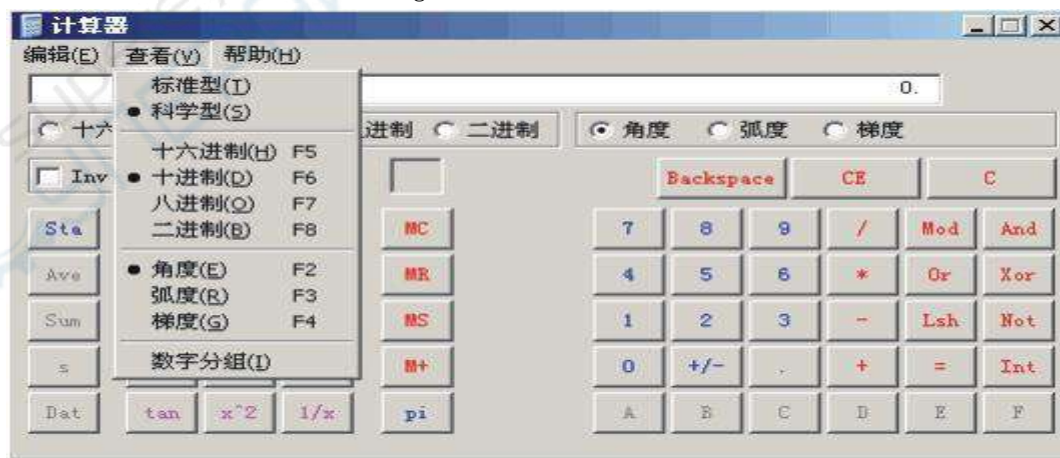 计算器
编辑(E) 查看(V) 帮助(H)
0.
标准型(T)
科学型(S)
十六进制(H) F5
十进制(D) F6
八进制(O) F7
二进制(B) F8
角度(E) F2
弧度(R) F3
梯度(G) F4
数字分组(I)
十六 进制 二进制 角度 弧度 梯度
Inv Backspace CE C
Sta MC 7 8 9 / Mod And
Ave MR 4 5 6 * Or Xor
Sum MS 1 2 3 - Lsh Not
s M+ 0 +/- . + = Int
Dat tan x^2 1/x pi A B C D E F